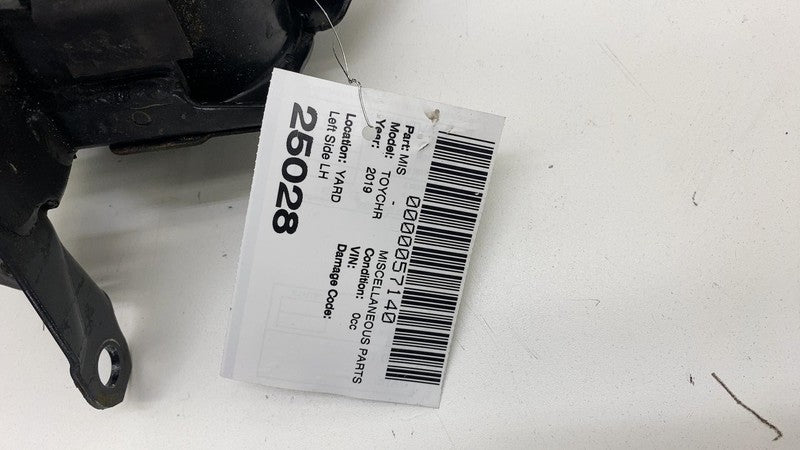 0000057140
Part: MIS - MISCELLANEOUS PARTS
Model: TOYCHR Condition: 0cc
Year: 2019 VIN:
Damage Code:
Location: YARD
Left Side LH
25028